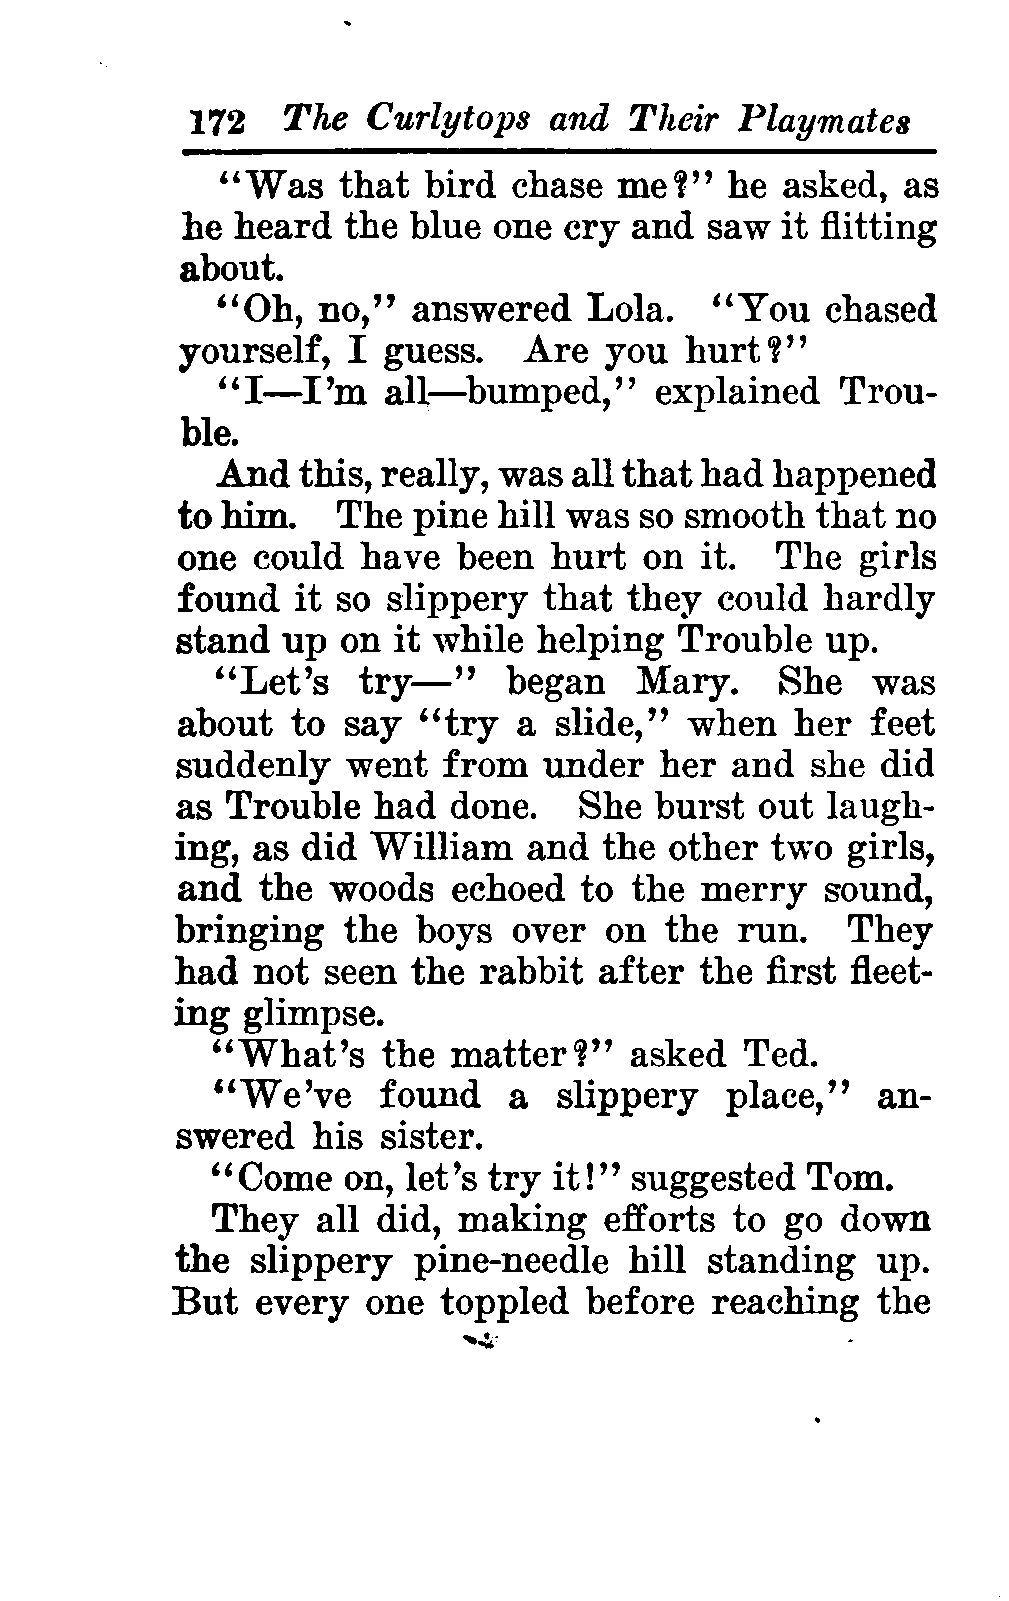 172 The Curlytops and Their Playmates
“Was that bird chase me?” he asked, as
he heard the blue one cry and saw it flitting
about.
“Oh, no,” answered Lola. “You chased
yourself, I guess. Are you hurt?”
“I—I’m all—bumped,” explained Trou-
ble.
And this, really, was all that had happened
to him. The pine hill was so smooth that no
one could have been hurt on it. The girls
found it so slippery that they could hardly
stand up on it while helping Trouble up.
“Let’s try—” began Mary. She was
about to say “try a slide,” when her feet
suddenly went from under her and she did
as Trouble had done. She burst out laugh-
ing, as did William and the other two girls,
and the woods echoed to the merry sound,
bringing the boys over on the run. They
had not seen the rabbit after the first fleet-
ing glimpse.
“What’s the matter?” asked Ted.
“We’ve found a slippery place,” an-
swered his sister.
“Come on, let’s try it!” suggested Tom.
They all did, making efforts to go down
the slippery pine-needle hill standing up.
But every one toppled before reaching the